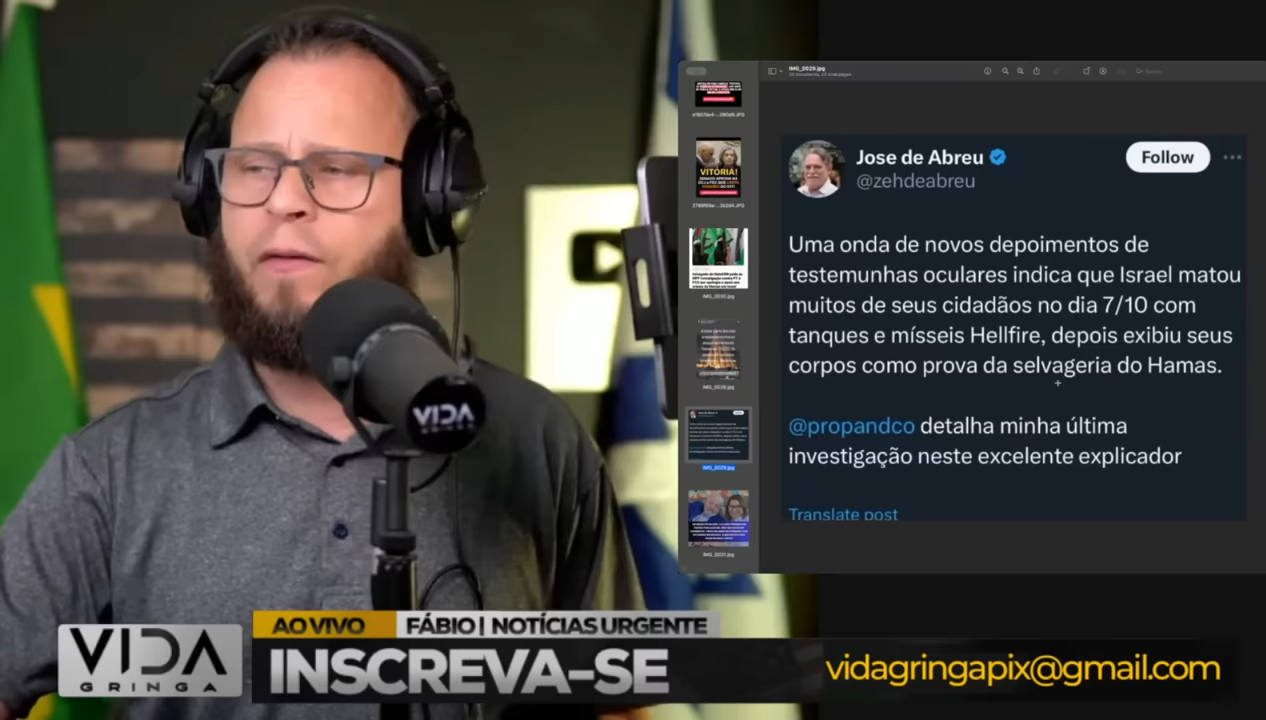 IMG_0029.jpg
Jose de Abreu
@zehdeabreu
Follow
Uma onda de novos depoimentos de
testemunhas oculares indica que Israel matou
muitos de seus cidadãos no dia 7/10 com
tanques e mísseis Hellfire, depois exibiu seus
corpos como prova da selvageria do Hamas.
@propandco detalha minha última
investigação neste excelente explicador
Translate post
VITÓRIA!
IMG_0030.jpg
IMG_0028.jpg
IMG_0029.jpg
IMG_0031.jpg
VIDA
GRINGA
AO VIVO
FÁBIO| NOTÍCIAS URGENTE
INSCREVA-SE
VIDA
GRINGA
vidagringapix@gmail.com